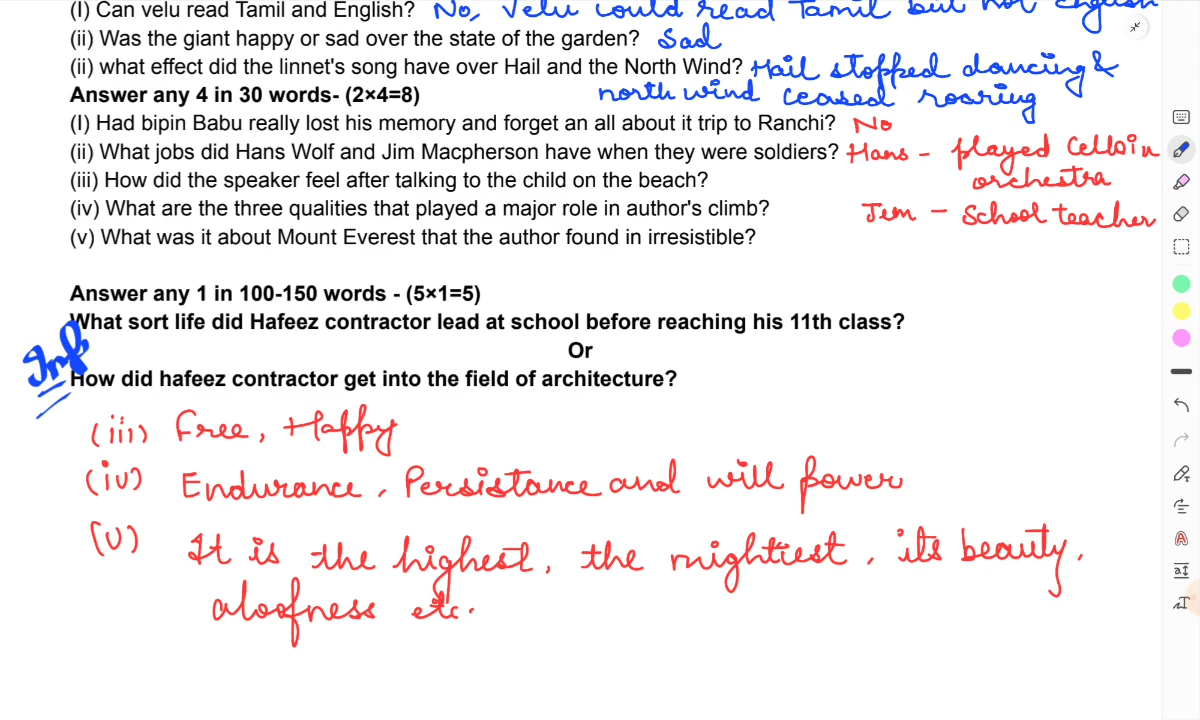 (I) Can velu read Tamil and English? No, Velu could read Tamil but not English
(ii) Was the giant happy or sad over the state of the garden? Sad
(ii) what effect did the linnet's song have over Hail and the North Wind? Hail stopped dancing &
north wind ceased roaring
Answer any 4 in 30 words- (2×4=8)
(I) Had bipin Babu really lost his memory and forget an all about it trip to Ranchi? No
(ii) What jobs did Hans Wolf and Jim Macpherson have when they were soldiers? Hans - played Cello in
orchestra
(iii) How did the speaker feel after talking to the child on the beach?
(iv) What are the three qualities that played a major role in author's climb? Jem - School teacher
(v) What was it about Mount Everest that the author found in irresistible?
Answer any 1 in 100-150 words - (5×1=5)
What sort life did Hafeez contractor lead at school before reaching his 11th class?
Or
Imp
How did hafeez contractor get into the field of architecture?
(iii) Free, Happy
(iv) Endurance, Persistance and will power
(v) It is the highest, the mightiest, its beauty,
aloofness etc.